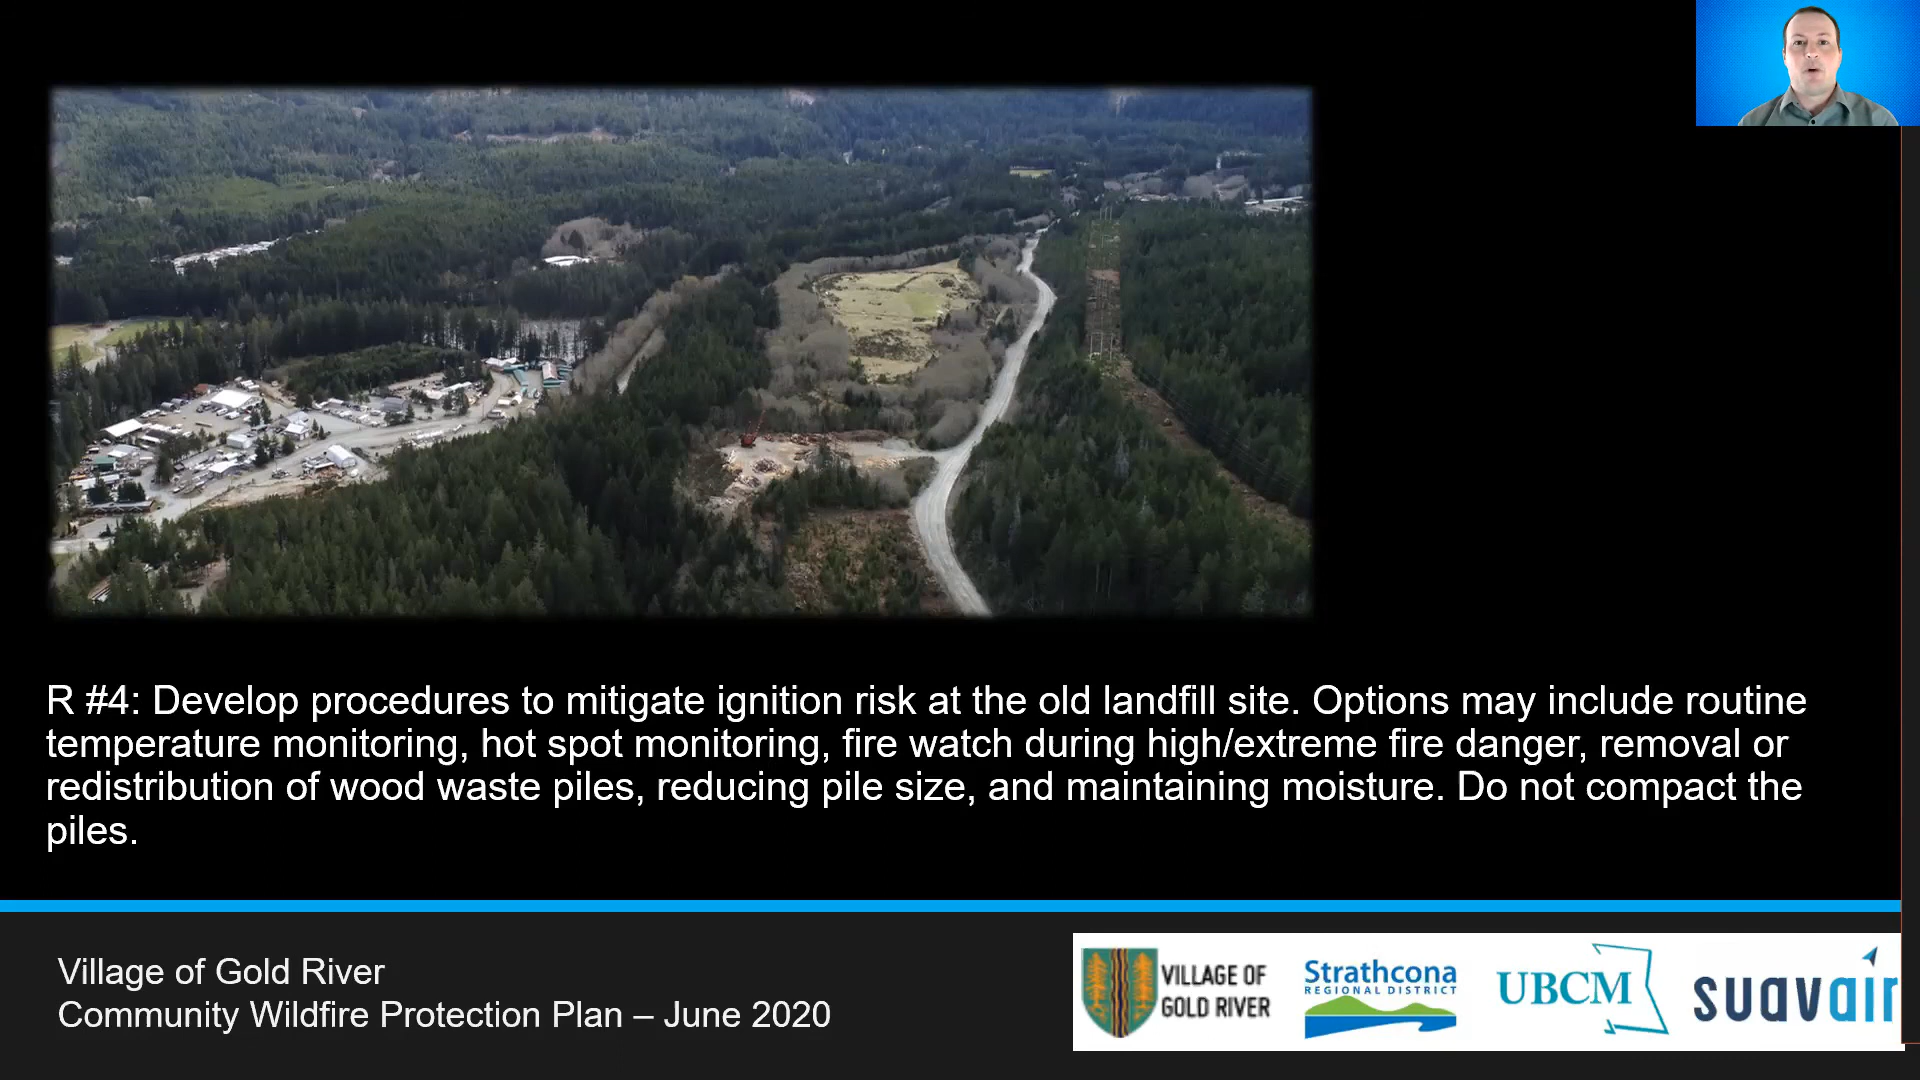 R #4: Develop procedures to mitigate ignition risk at the old landfill site. Options may include routine
temperature monitoring, hot spot monitoring, fire watch during high/extreme fire danger, removal or
redistribution of wood waste piles, reducing pile size, and maintaining moisture. Do not compact the
piles.
Village of Gold River
Community Wildfire Protection Plan – June 2020
VILLAGE OF
GOLD RIVER
Strathcona
REGIONAL DISTRICT
UBCM
suavair